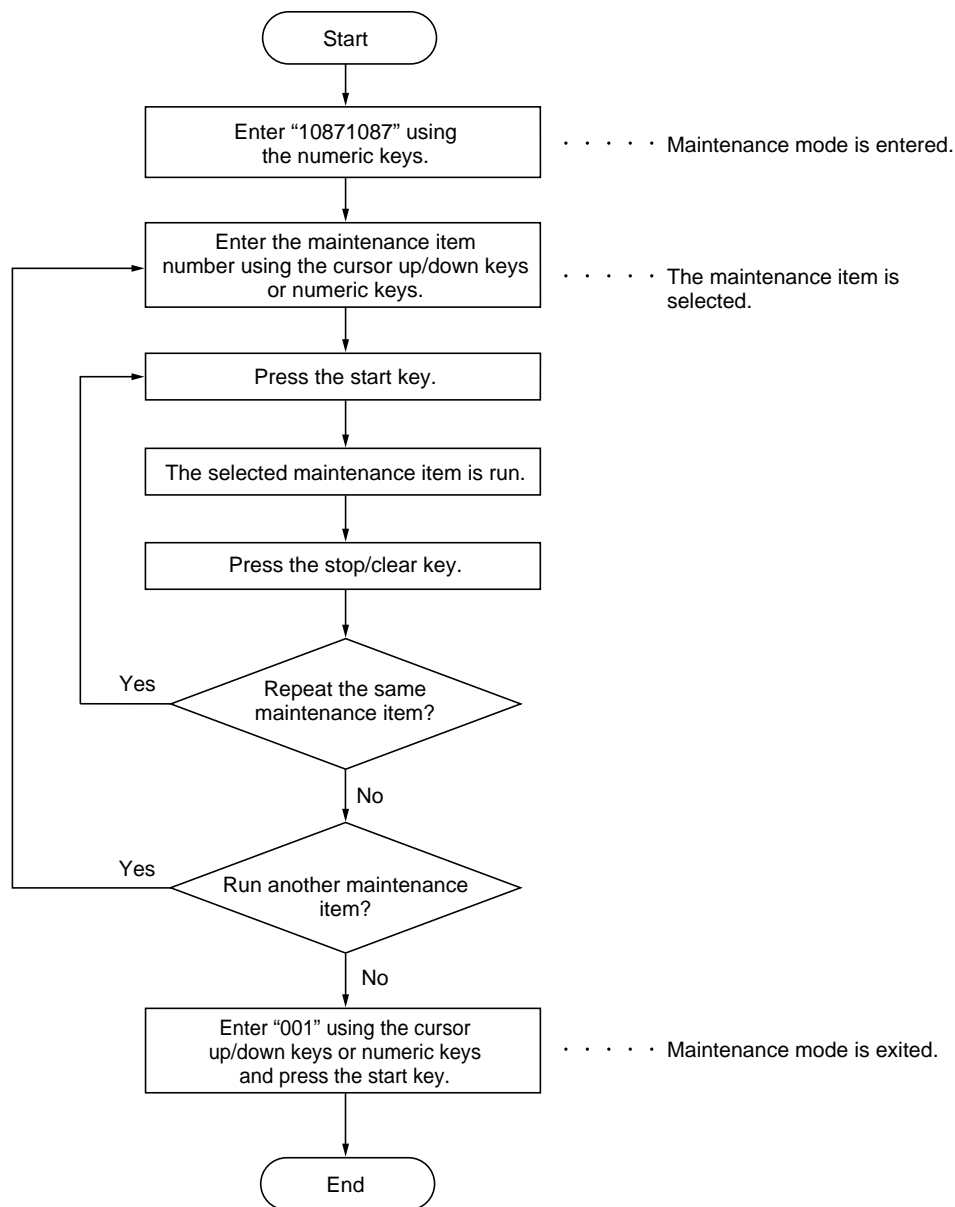 Start
Enter “10871087” using
the numeric keys.
· · · · · Maintenance mode is entered.
Enter the maintenance item
number using the cursor up/down keys
or numeric keys.
· · · · · The maintenance item is
selected.
Press the start key.
The selected maintenance item is run.
Press the stop/clear key.
Yes
Repeat the same
maintenance item?
No
Yes
Run another maintenance
item?
No
Enter “001” using the cursor
up/down keys or numeric keys
and press the start key.
· · · · · Maintenance mode is exited.
End